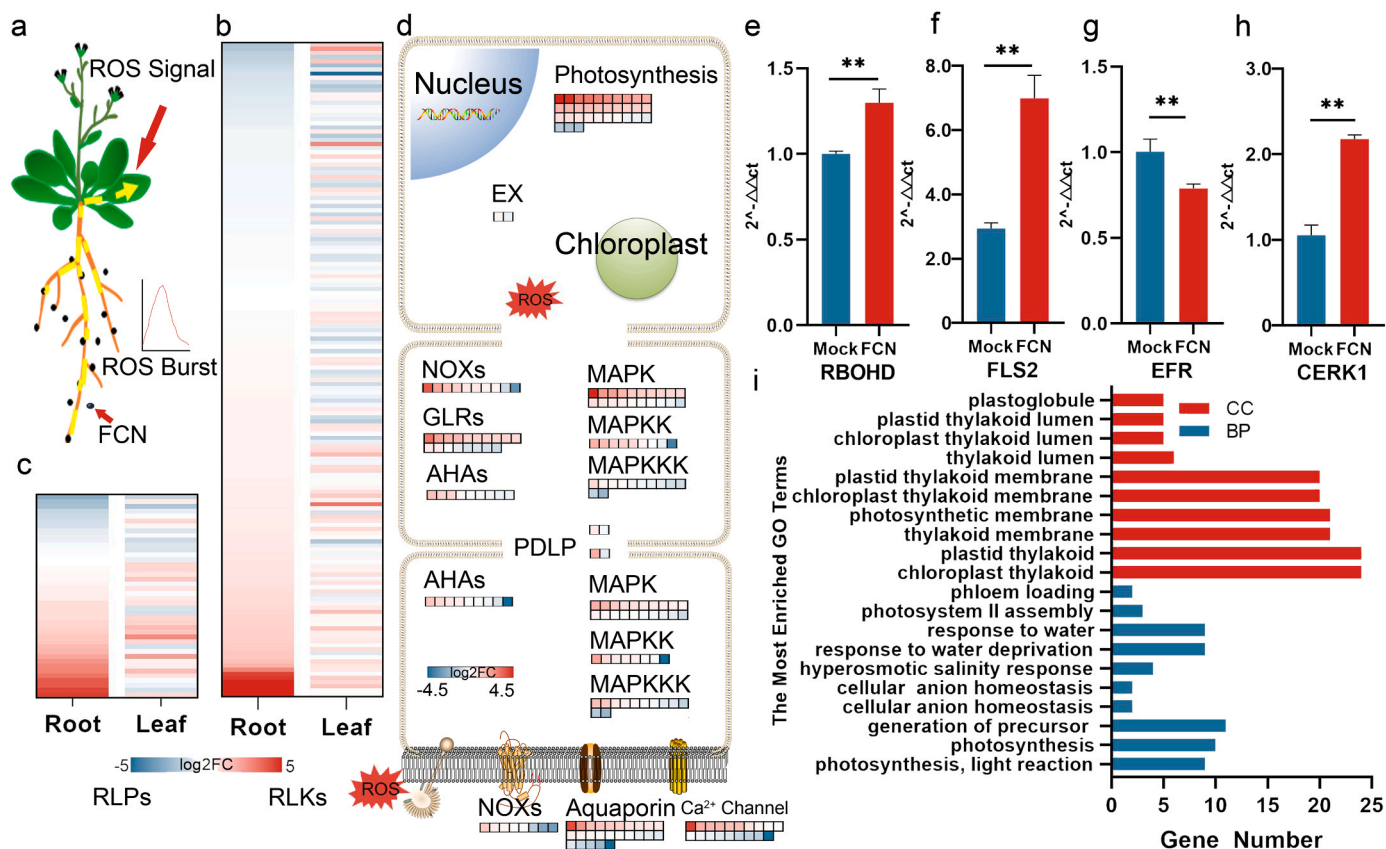 a
ROS Signal
ROS Burst
FCN
b
Root Leaf
RLKs
c
Root Leaf
-5 log2FC 5
RLPs
d
Nucleus
Photosynthesis
EX
Chloroplast
ROS
NOXs
GLRs
AHAs
MAPK
MAPKK
MAPKKK
PDLP
AHAs
MAPK
MAPKK
MAPKKK
log2FC
-4.5 4.5
ROS
NOXs
Aquaporin
Ca²⁺ Channel
e
2^-△△ct
1.5
1.0
0.5
0.0
**
Mock FCN
RBOHD
f
2^-△△ct
8.0
6.0
4.0
2.0
0
**
Mock FCN
FLS2
g
2^-△△ct
1.5
1.0
0.5
0
**
Mock FCN
EFR
h
2^-△△ct
3.0
2.0
1.0
0
**
Mock FCN
CERK1
i
The Most Enriched GO Terms
plastoglobule
plastid thylakoid lumen
chloroplast thylakoid lumen
thylakoid lumen
plastid thylakoid membrane
chloroplast thylakoid membrane
photosynthetic membrane
thylakoid membrane
plastid thylakoid
chloroplast thylakoid
phloem loading
photosystem II assembly
response to water
response to water deprivation
hyperosmotic salinity response
cellular anion homeostasis
cellular anion homeostasis
generation of precursor
photosynthesis
photosynthesis, light reaction
CC
BP
0 5 10 15 20 25
Gene Number